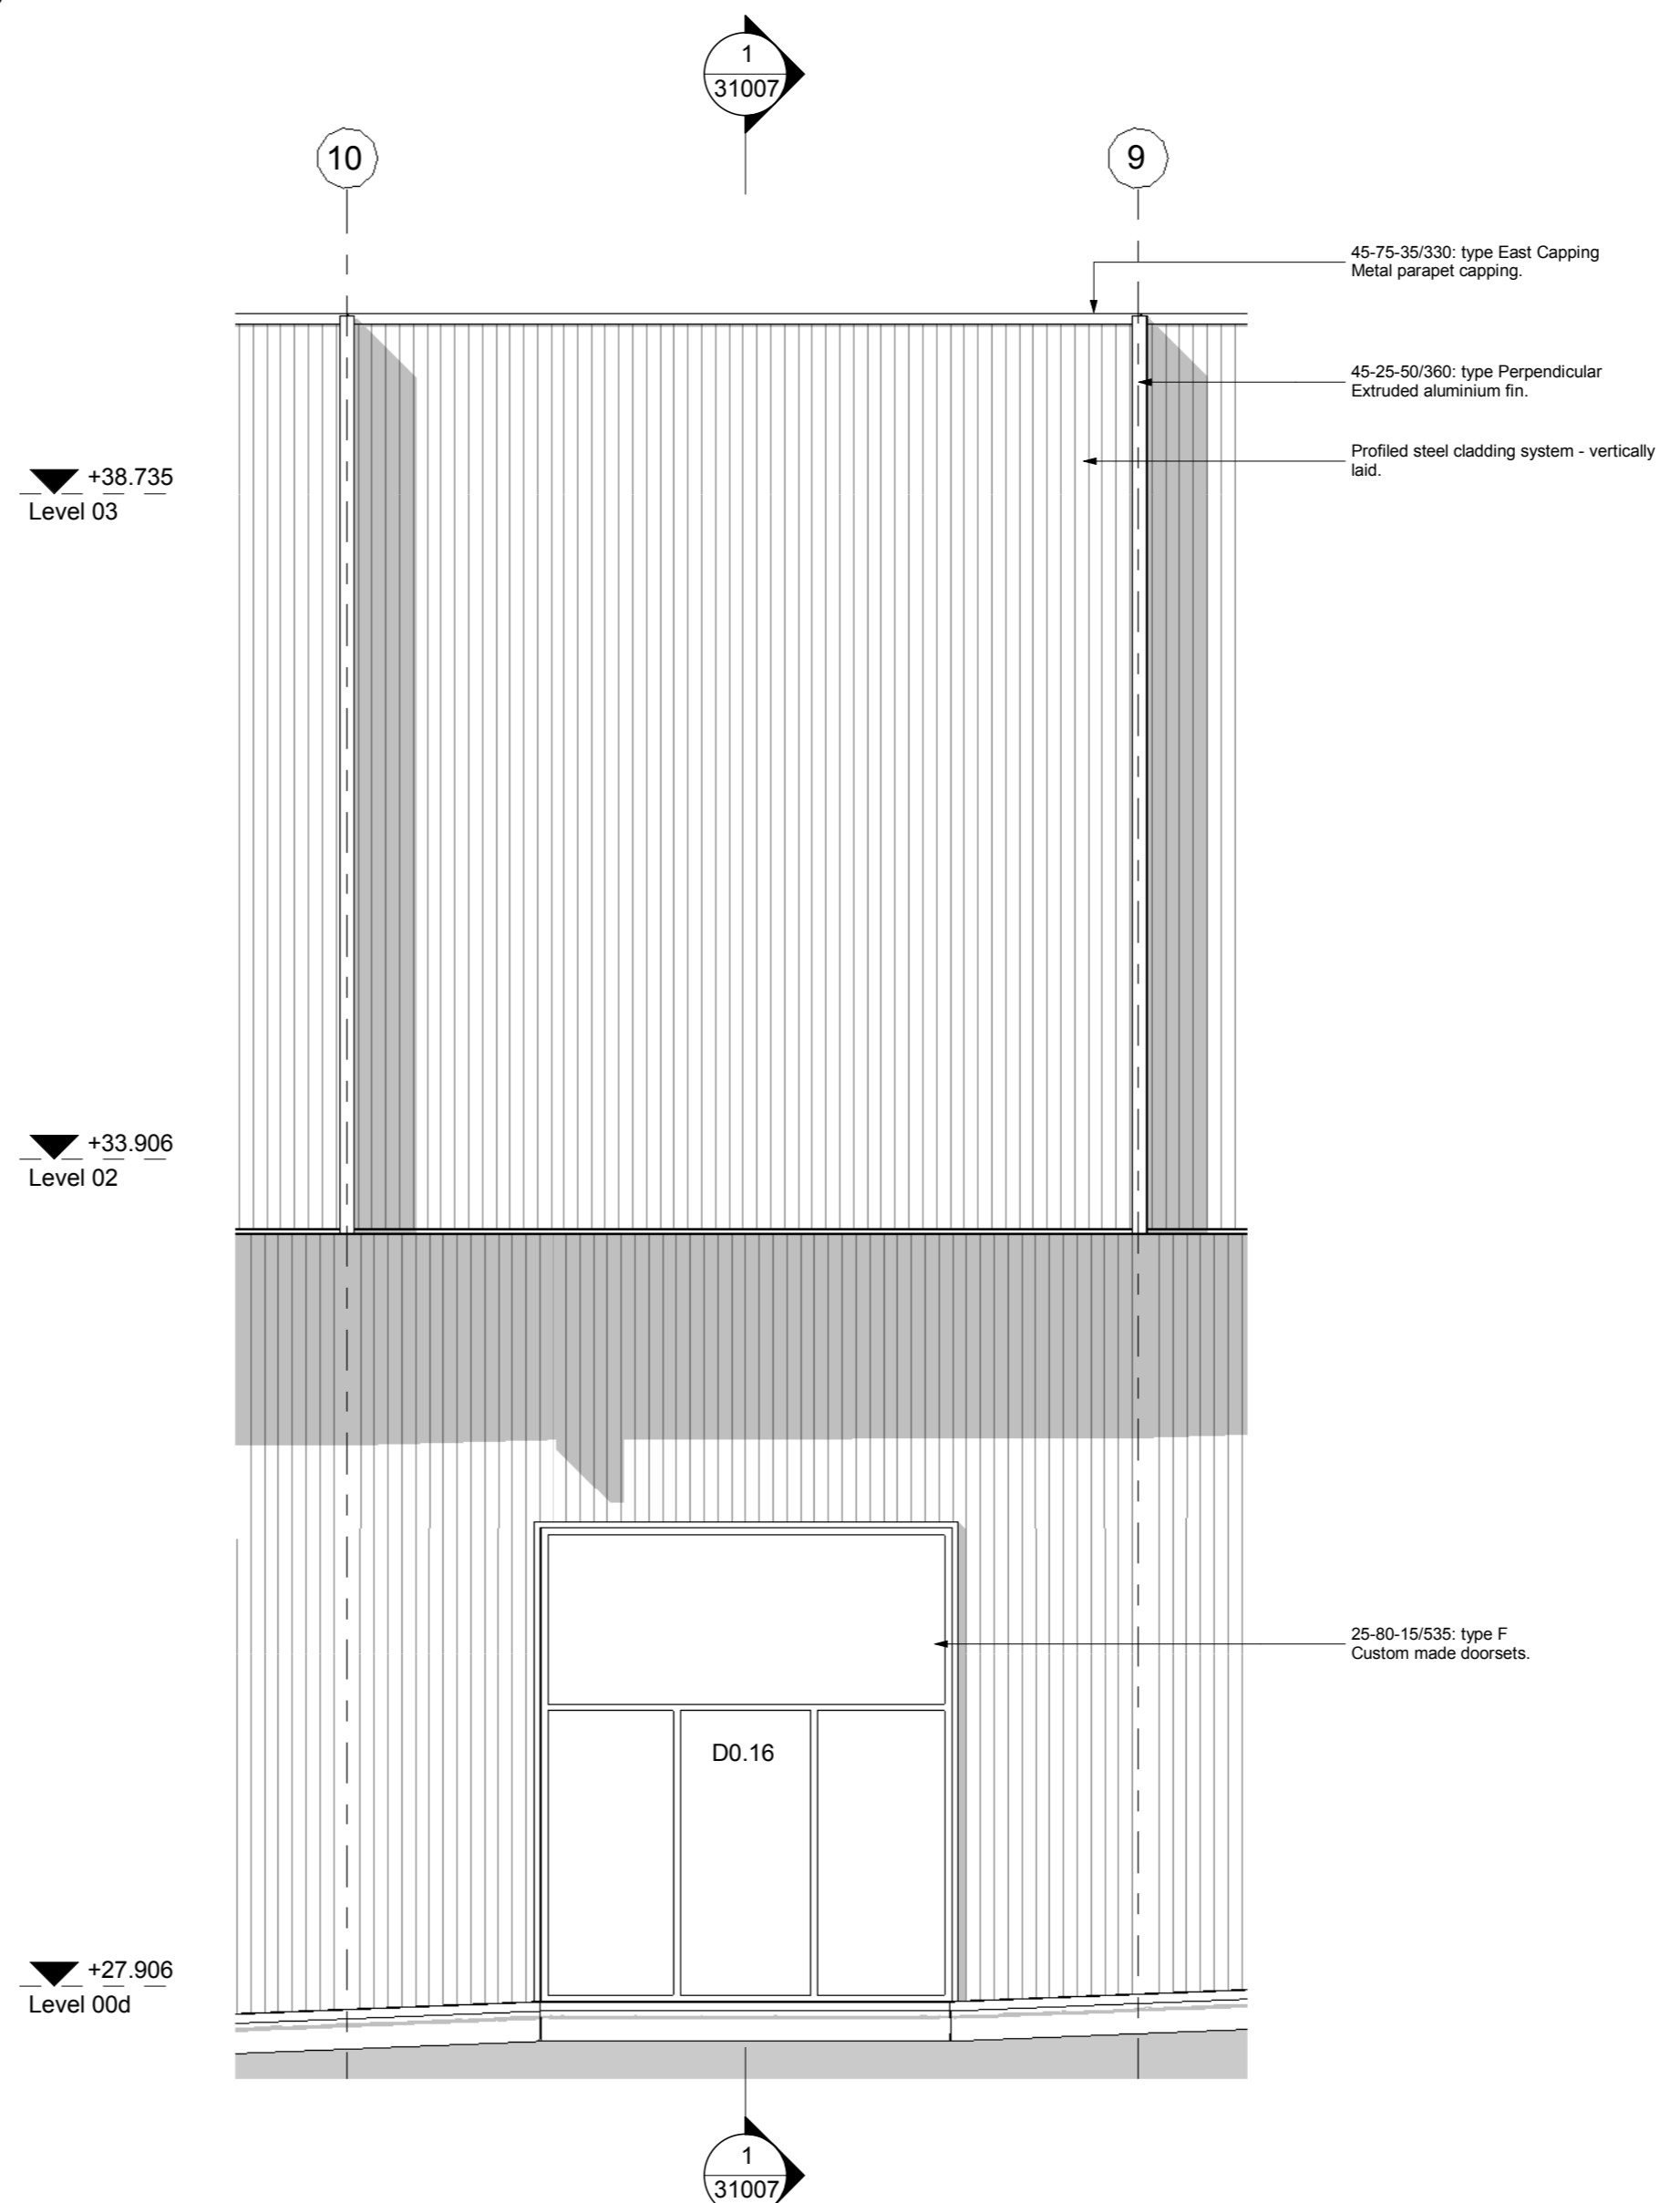 1
31007
10
9
45-75-35/330: type East Capping
Metal parapet capping.
45-25-50/360: type Perpendicular
Extruded aluminium fin.
Profiled steel cladding system - vertically
laid.
+38.735
Level 03
+33.906
Level 02
25-80-15/535: type F
Custom made doorsets.
D0.16
+27.906
Level 00d
1
31007